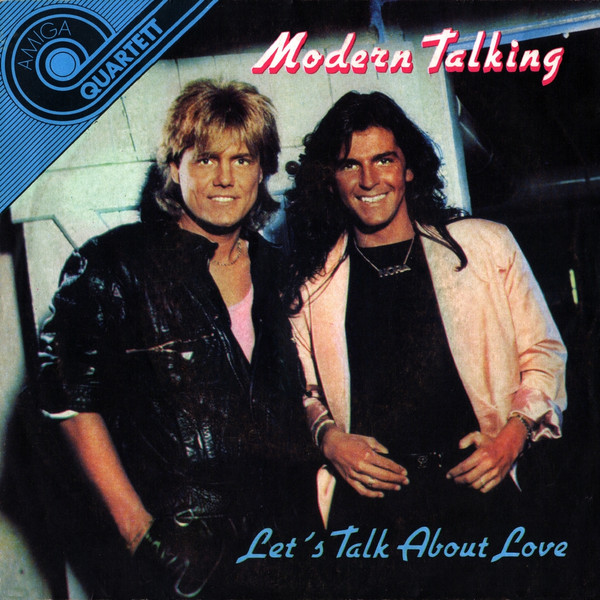 AMIGA
QUARTETT
Modern Talking
Let's Talk About Love